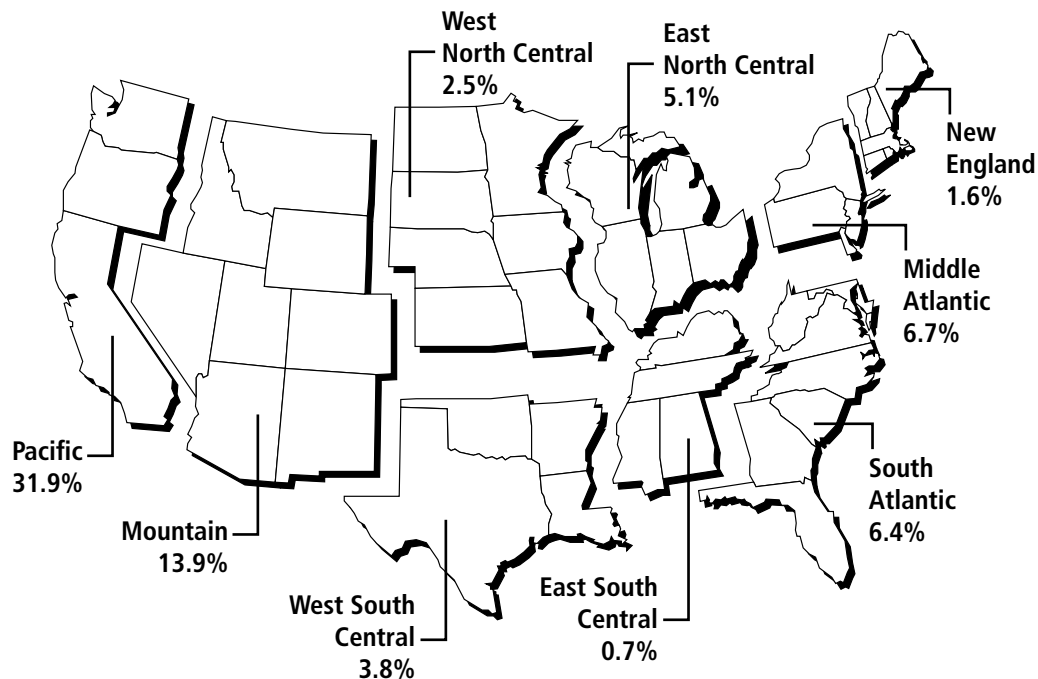 West
North Central
2.5%
East
North Central
5.1%
New
England
1.6%
Middle
Atlantic
6.7%
Pacific
31.9%
South
Atlantic
6.4%
Mountain
13.9%
East South
Central
0.7%
West South
Central
3.8%